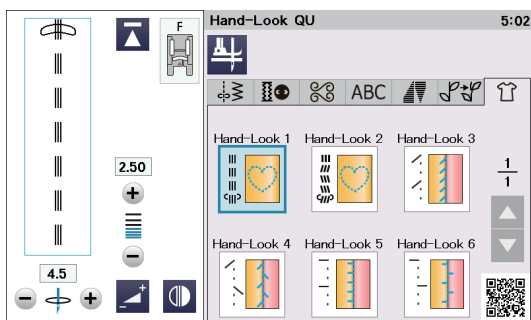 F
2.50
4.5
Hand-Look QU
5:02
ABC
Hand-Look 1
Hand-Look 2
Hand-Look 3
1
1
Hand-Look 4
Hand-Look 5
Hand-Look 6